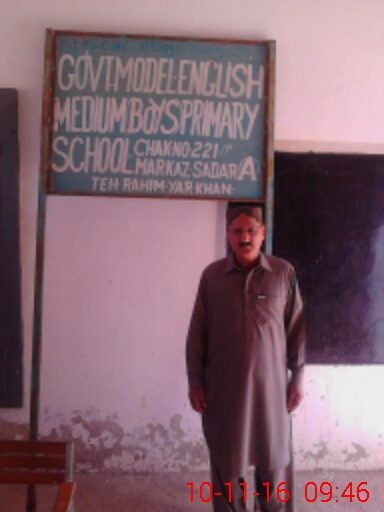 GOVT.MODEL.ENGLISH
MEDIUM BOYS PRIMARY
SCHOOL CHAK.NO 221/P
MARKAZ.SADAR A
TEH.RAHIM.YAR KHAN.
10-11-16 09:46